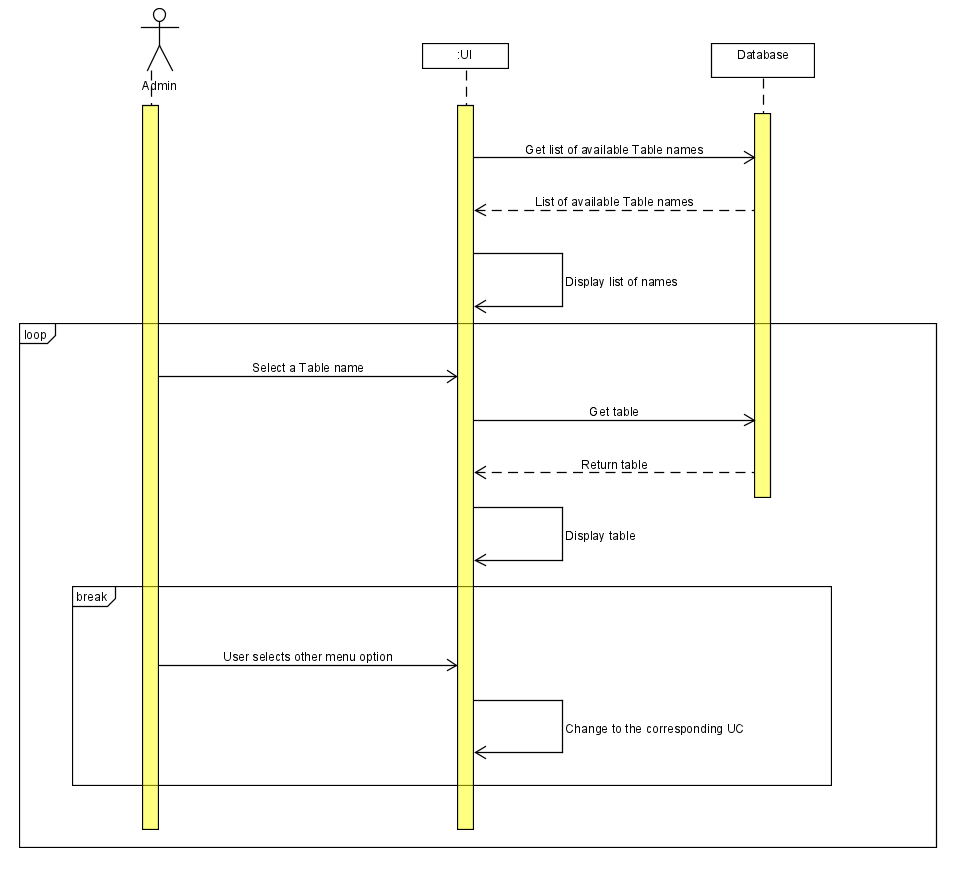 Admin
:UI
Database
Get list of available Table names
List of available Table names
Display list of names
loop
Select a Table name
Get table
Return table
Display table
break
User selects other menu option
Change to the corresponding UC